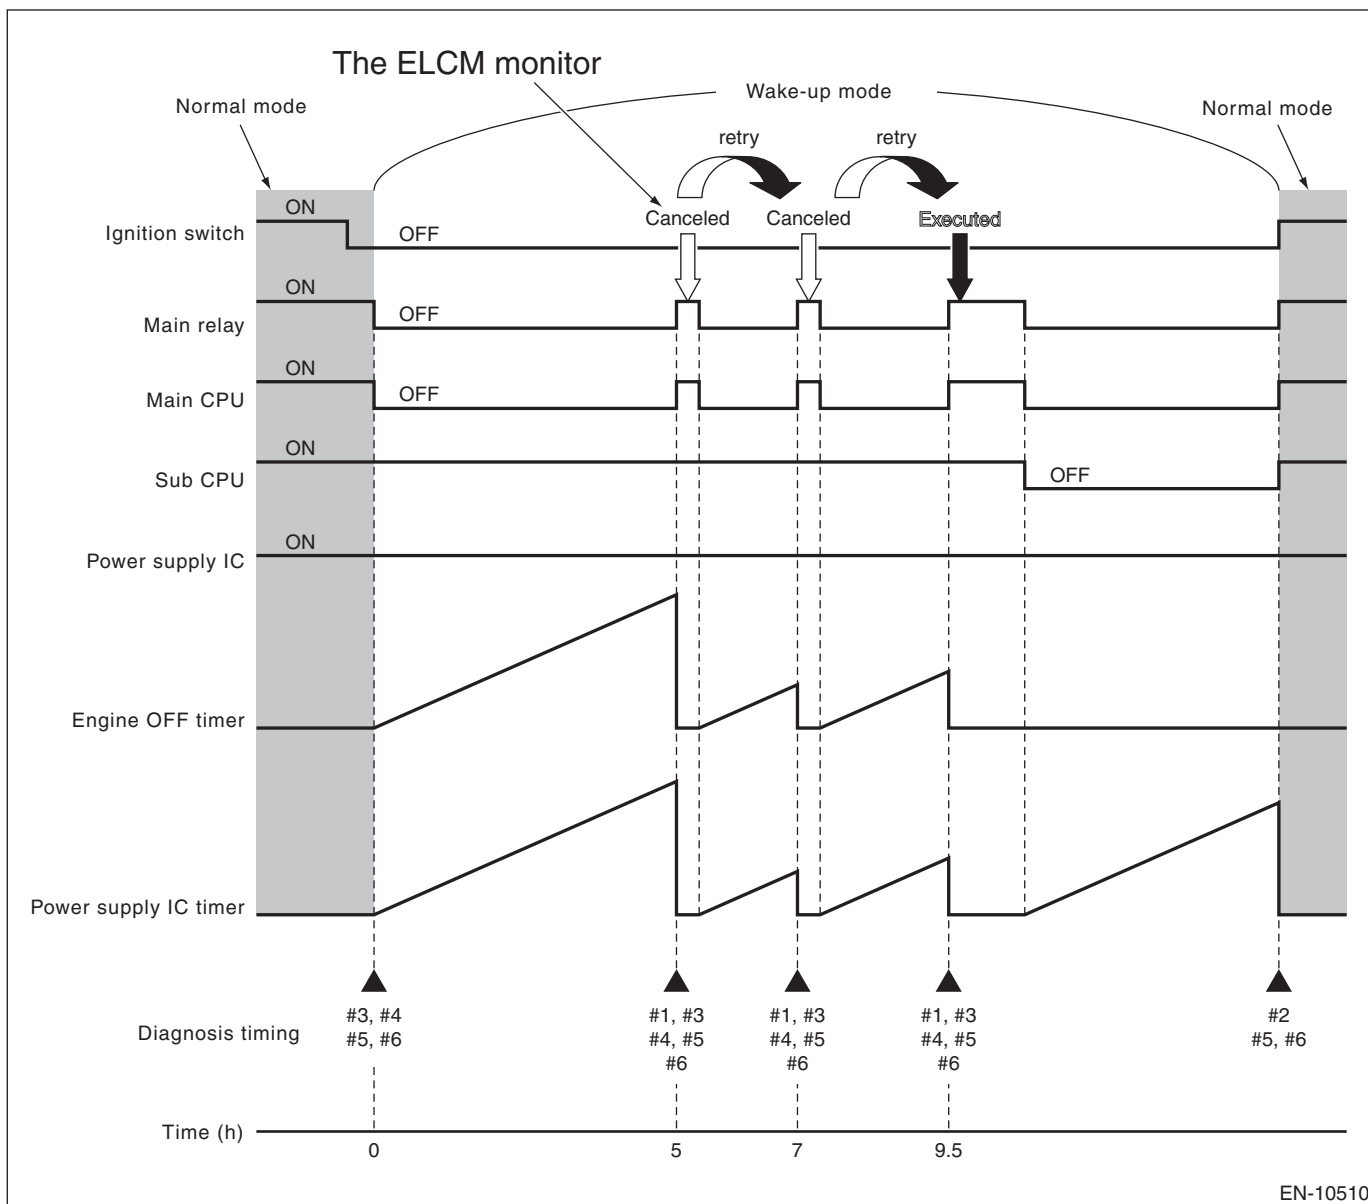 The ELCM monitor
Normal mode
Wake-up mode
Normal mode
retry
retry
ON
Canceled
Canceled
Executed
Ignition switch
OFF
ON
Main relay
OFF
ON
Main CPU
OFF
ON
Sub CPU
OFF
ON
Power supply IC
Engine OFF timer
Power supply IC timer
Diagnosis timing
#3, #4
#5, #6
#1, #3
#4, #5
#6
#1, #3
#4, #5
#6
#1, #3
#4, #5
#6
#2
#5, #6
Time (h)
0
5
7
9.5
EN-10510